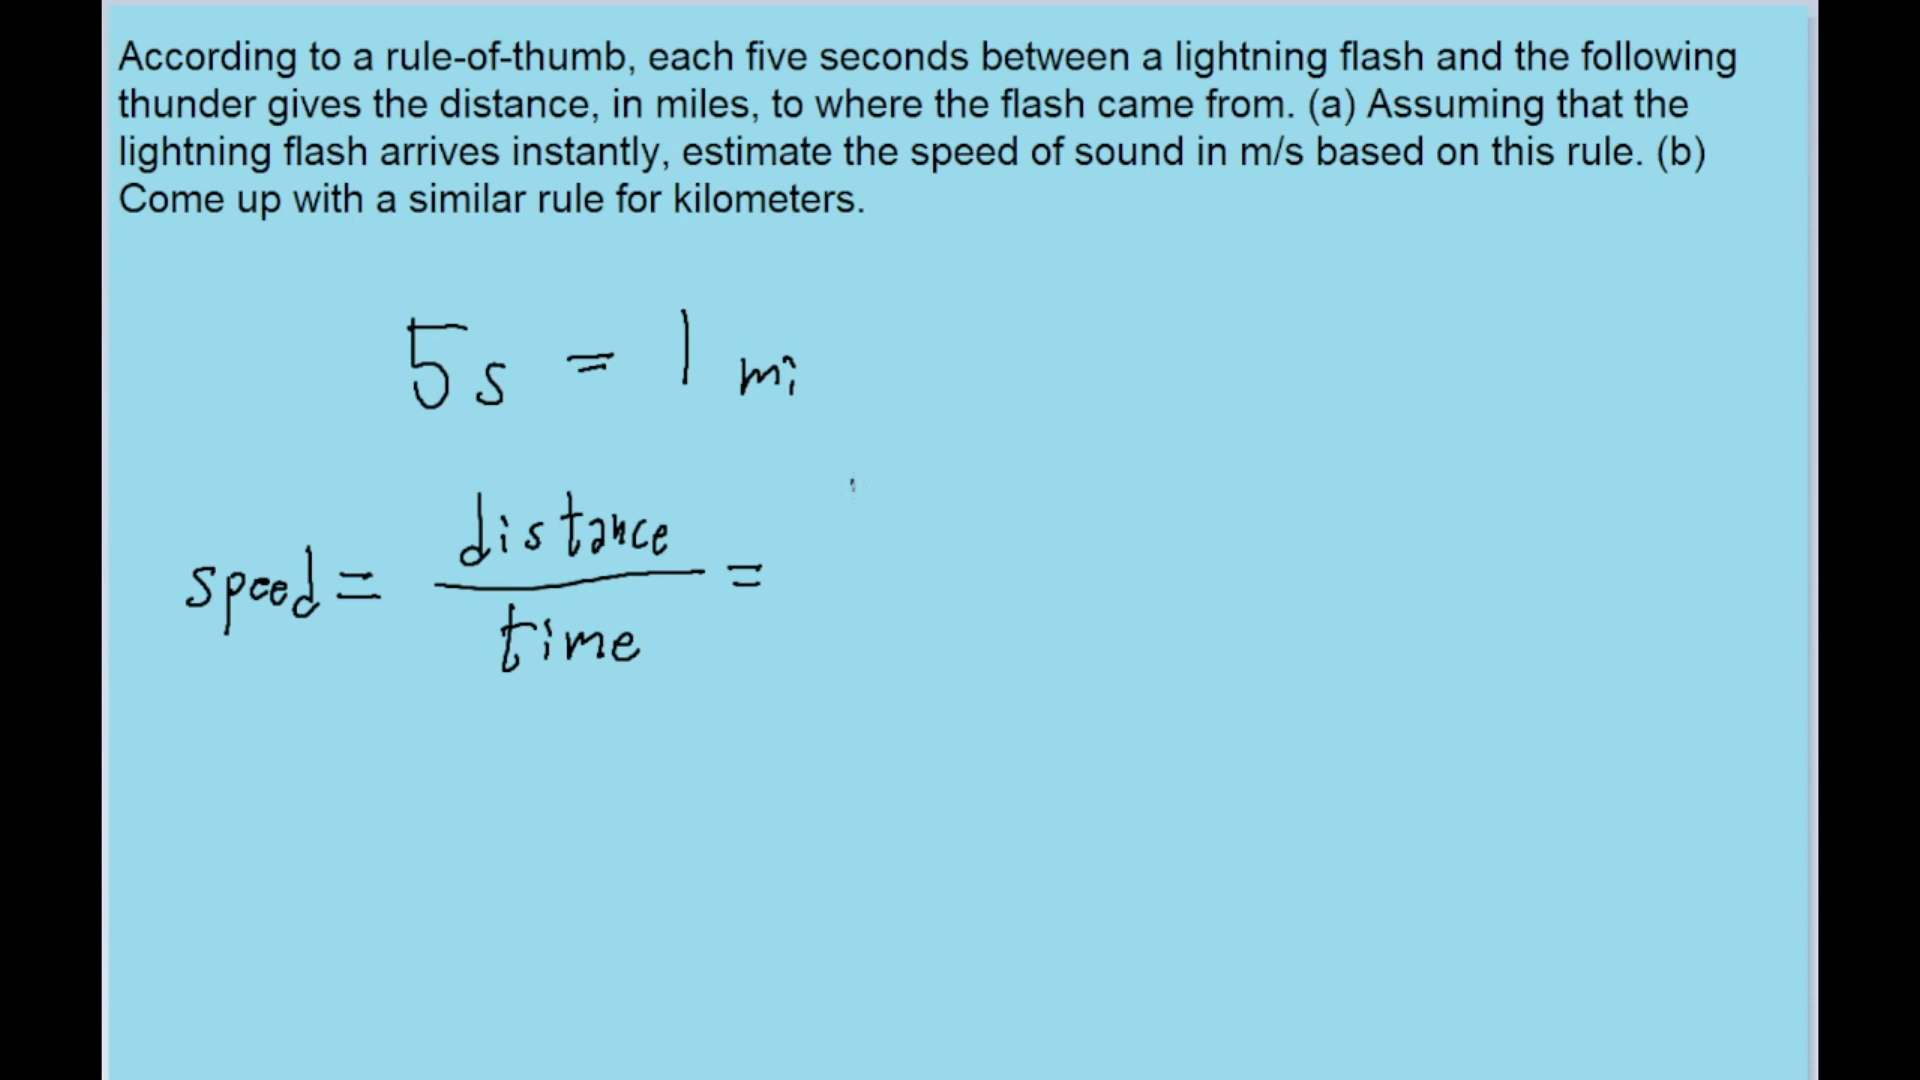 According to a rule-of-thumb, each five seconds between a lightning flash and the following
thunder gives the distance, in miles, to where the flash came from. (a) Assuming that the
lightning flash arrives instantly, estimate the speed of sound in m/s based on this rule. (b)
Come up with a similar rule for kilometers.
5s = 1 mi
speed = distance / time =